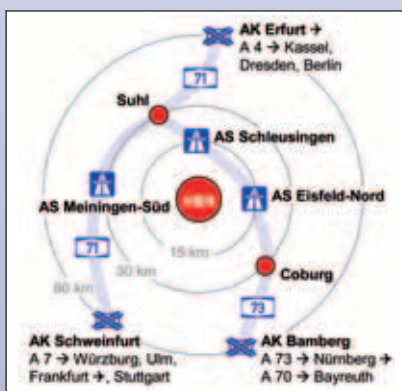 AK Erfurt ✈
A 4 → Kassel,
Dresden, Berlin
71
Suhl
AS Schleusingen
AS Meiningen-Süd
AS Eisfeld-Nord
71
15 km
30 km
80 km
Coburg
73
AK Schweinfurt
A 7 → Würzburg, Ulm,
Frankfurt ✈, Stuttgart
AK Bamberg
A 73 → Nürnberg ✈
A 70 → Bayreuth